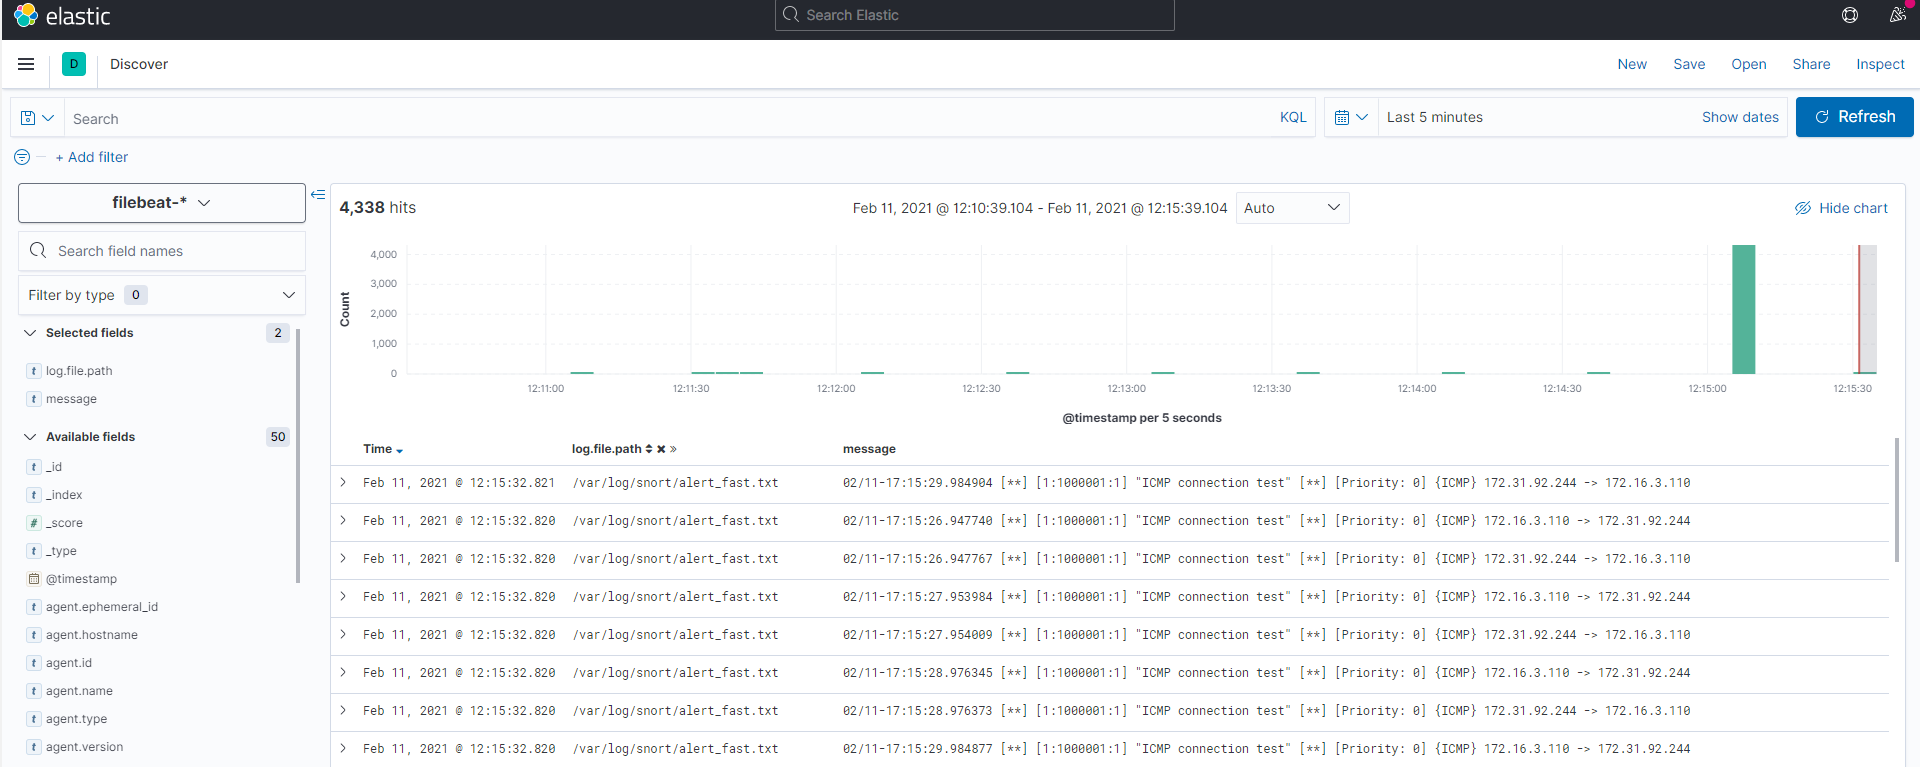 elastic
Search Elastic
D Discover New Save Open Share Inspect
Search KQL Last 5 minutes Show dates Refresh
+ Add filter
filebeat-*
Search field names
Filter by type 0
Selected fields 2
t log.file.path
t message
Available fields 50
t _id
t _index
# _score
t _type
@timestamp
t agent.ephemeral_id
t agent.hostname
t agent.id
t agent.name
t agent.type
t agent.version
4,338 hits Feb 11, 2021 @ 12:10:39.104 - Feb 11, 2021 @ 12:15:39.104 Auto Hide chart
Count
4,000
3,000
2,000
1,000
0
12:11:00 12:11:30 12:12:00 12:12:30 12:13:00 12:13:30 12:14:00 12:14:30 12:15:00 12:15:30
@timestamp per 5 seconds
Time log.file.path message
Feb 11, 2021 @ 12:15:32.821 /var/log/snort/alert_fast.txt 02/11-17:15:29.984904 [**] [1:1000001:1] "ICMP connection test" [**] [Priority: 0] {ICMP} 172.31.92.244 -> 172.16.3.110
Feb 11, 2021 @ 12:15:32.820 /var/log/snort/alert_fast.txt 02/11-17:15:26.947740 [**] [1:1000001:1] "ICMP connection test" [**] [Priority: 0] {ICMP} 172.16.3.110 -> 172.31.92.244
Feb 11, 2021 @ 12:15:32.820 /var/log/snort/alert_fast.txt 02/11-17:15:26.947767 [**] [1:1000001:1] "ICMP connection test" [**] [Priority: 0] {ICMP} 172.31.92.244 -> 172.16.3.110
Feb 11, 2021 @ 12:15:32.820 /var/log/snort/alert_fast.txt 02/11-17:15:27.953984 [**] [1:1000001:1] "ICMP connection test" [**] [Priority: 0] {ICMP} 172.16.3.110 -> 172.31.92.244
Feb 11, 2021 @ 12:15:32.820 /var/log/snort/alert_fast.txt 02/11-17:15:27.954009 [**] [1:1000001:1] "ICMP connection test" [**] [Priority: 0] {ICMP} 172.31.92.244 -> 172.16.3.110
Feb 11, 2021 @ 12:15:32.820 /var/log/snort/alert_fast.txt 02/11-17:15:28.976345 [**] [1:1000001:1] "ICMP connection test" [**] [Priority: 0] {ICMP} 172.16.3.110 -> 172.31.92.244
Feb 11, 2021 @ 12:15:32.820 /var/log/snort/alert_fast.txt 02/11-17:15:28.976373 [**] [1:1000001:1] "ICMP connection test" [**] [Priority: 0] {ICMP} 172.31.92.244 -> 172.16.3.110
Feb 11, 2021 @ 12:15:32.820 /var/log/snort/alert_fast.txt 02/11-17:15:29.984877 [**] [1:1000001:1] "ICMP connection test" [**] [Priority: 0] {ICMP} 172.16.3.110 -> 172.31.92.244